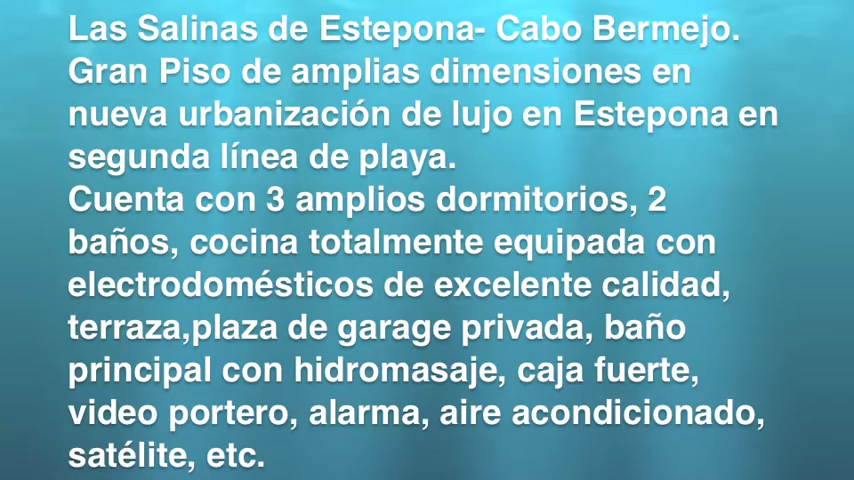 Las Salinas de Estepona- Cabo Bermejo.
Gran Piso de amplias dimensiones en
nueva urbanización de lujo en Estepona en
segunda línea de playa.
Cuenta con 3 amplios dormitorios, 2
baños, cocina totalmente equipada con
electrodomésticos de excelente calidad,
terraza,plaza de garage privada, baño
principal con hidromasaje, caja fuerte,
video portero, alarma, aire acondicionado,
satélite, etc.